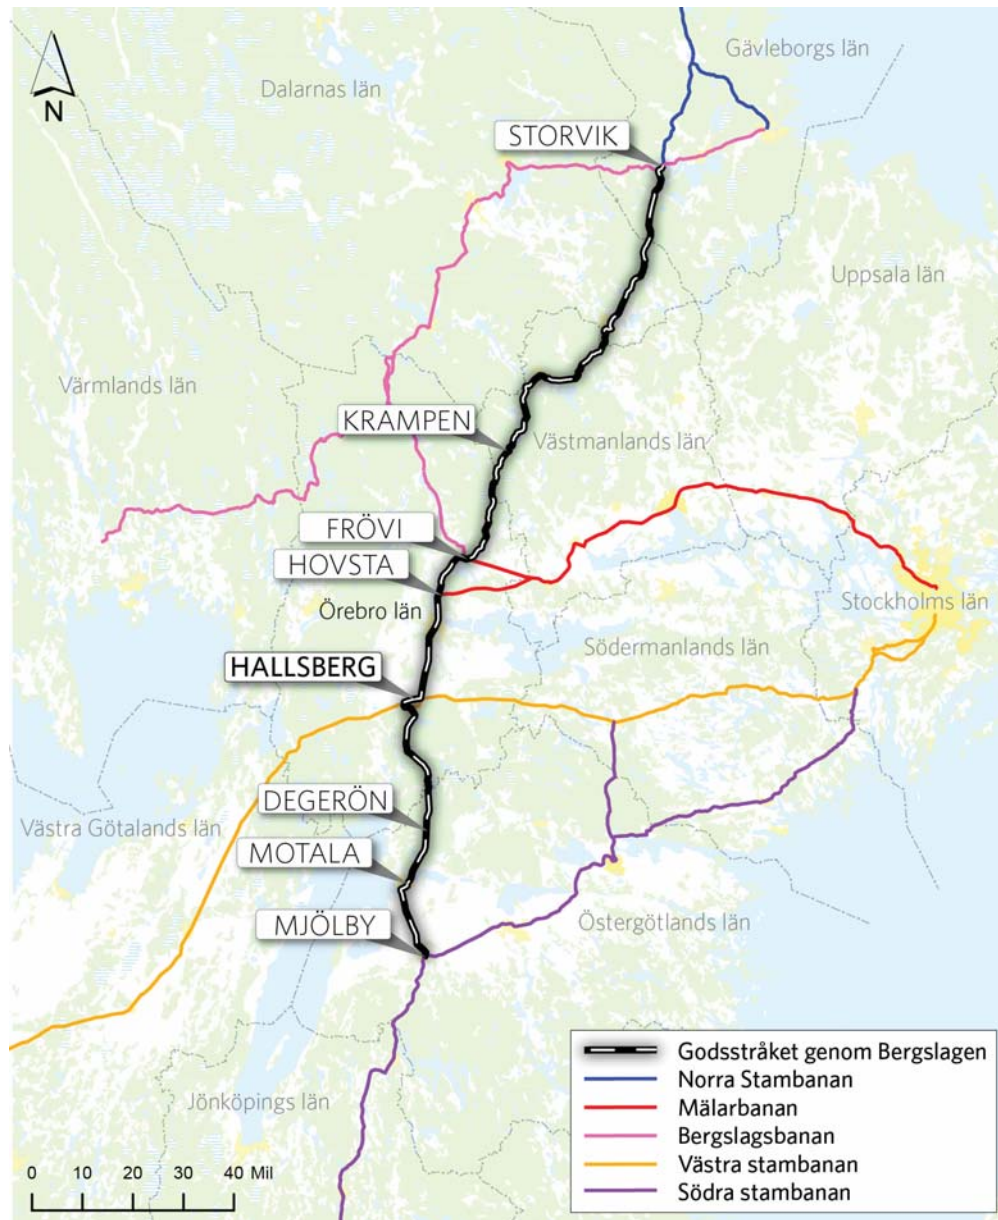 Gävleborgs län
Dalarnas län
N
STORVIK
Uppsala län
Värmlands län
KRAMPEN
Västmanlands län
FRÖVI
HOVSTA
Örebro län
Stockholms län
Södermanlands län
HALLSBERG
DEGERÖN
Västra Götalands län
MOTALA
MJÖLBY
Östergötlands län
Jönköpings län
Godsstråket genom Bergslagen
Norra Stambanan
Mälarbanan
Bergslagsbanan
Västra stambanan
Södra stambanan
0 10 20 30 40 Mil